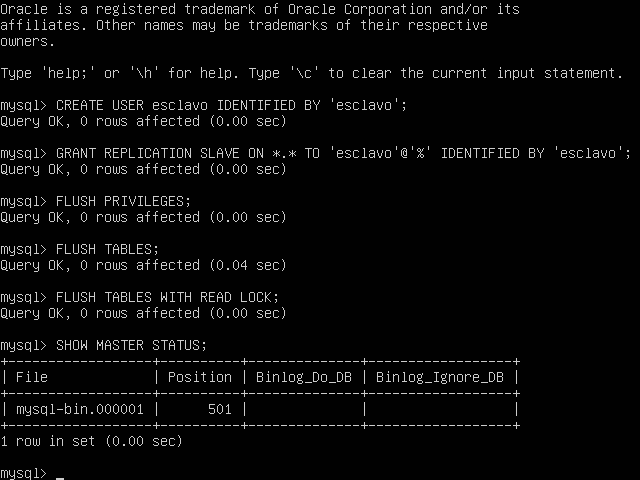 Oracle is a registered trademark of Oracle Corporation and/or its
affiliates. Other names may be trademarks of their respective
owners.

Type 'help;' or '\h' for help. Type '\c' to clear the current input statement.

mysql> CREATE USER esclavo IDENTIFIED BY 'esclavo';
Query OK, 0 rows affected (0.00 sec)

mysql> GRANT REPLICATION SLAVE ON *.* TO 'esclavo'@'%' IDENTIFIED BY 'esclavo';
Query OK, 0 rows affected (0.00 sec)

mysql> FLUSH PRIVILEGES;
Query OK, 0 rows affected (0.00 sec)

mysql> FLUSH TABLES;
Query OK, 0 rows affected (0.04 sec)

mysql> FLUSH TABLES WITH READ LOCK;
Query OK, 0 rows affected (0.00 sec)

mysql> SHOW MASTER STATUS;
+------------------+----------+--------------+------------------+
| File             | Position | Binlog_Do_DB | Binlog_Ignore_DB |
+------------------+----------+--------------+------------------+
| mysql-bin.000001 |      501 |              |                  |
+------------------+----------+--------------+------------------+
1 row in set (0.00 sec)

mysql> _